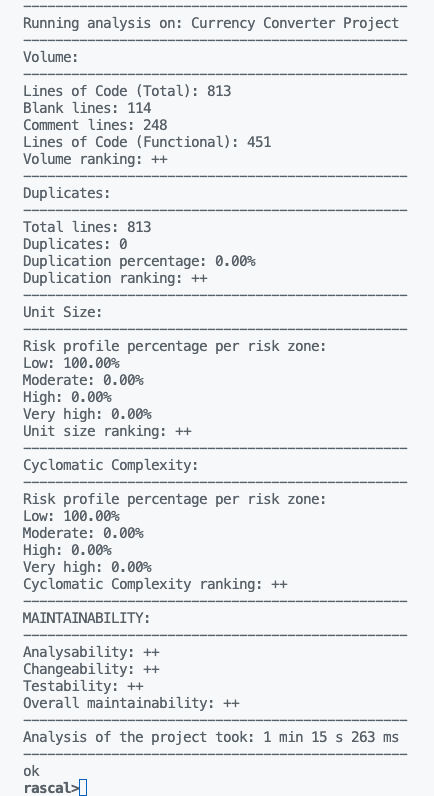 Running analysis on: Currency Converter Project
Volume:
Lines of Code (Total): 813
Blank lines: 114
Comment lines: 248
Lines of Code (Functional): 451
Volume ranking: ++
Duplicates:
Total lines: 813
Duplicates: 0
Duplication percentage: 0.00%
Duplication ranking: ++
Unit Size:
Risk profile percentage per risk zone:
Low: 100.00%
Moderate: 0.00%
High: 0.00%
Very high: 0.00%
Unit size ranking: ++
Cyclomatic Complexity:
Risk profile percentage per risk zone:
Low: 100.00%
Moderate: 0.00%
High: 0.00%
Very high: 0.00%
Cyclomatic Complexity ranking: ++
MAINTAINABILITY:
Analysability: ++
Changeability: ++
Testability: ++
Overall maintainability: ++
Analysis of the project took: 1 min 15 s 263 ms
ok
rascal>